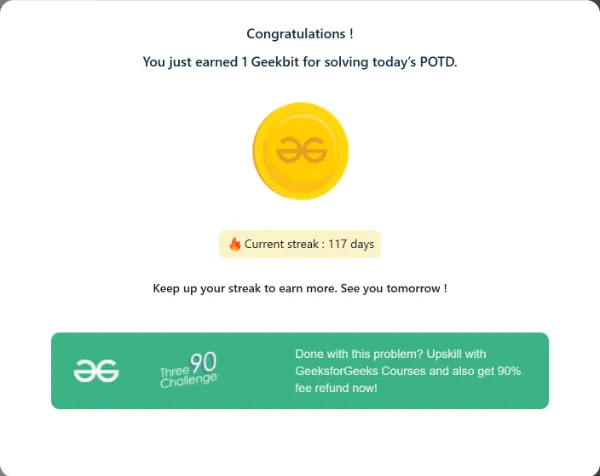 Congratulations !
You just earned 1 Geekbit for solving today’s POTD.
Current streak : 117 days
Keep up your streak to earn more. See you tomorrow !
Three 90
Challenge
Done with this problem? Upskill with
GeeksforGeeks Courses and also get 90%
fee refund now!